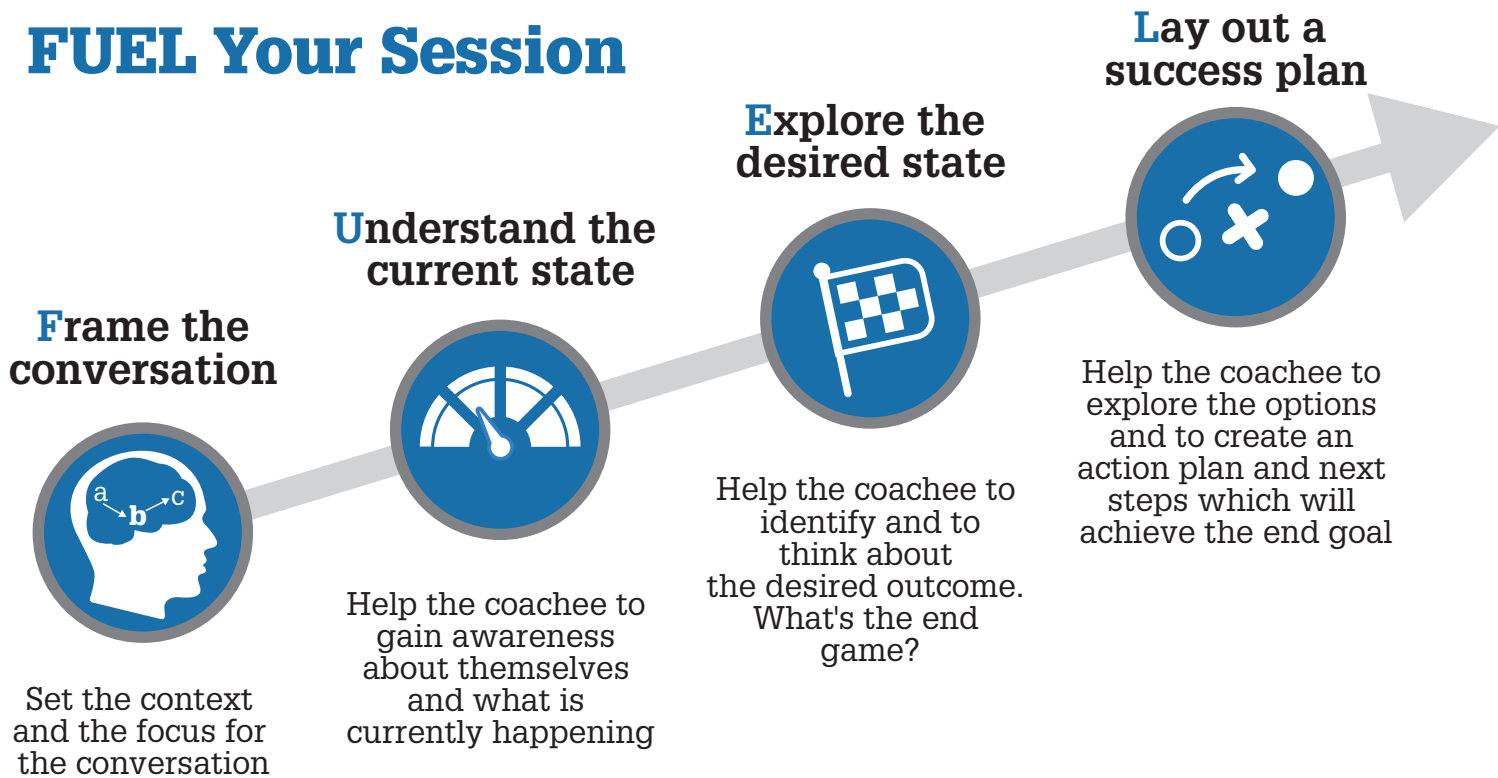 FUEL Your Session
Frame the
conversation
a
b
c
Set the context
and the focus for
the conversation
Understand the
current state
Help the coachee to
gain awareness
about themselves
and what is
currently happening
Explore the
desired state
Help the coachee to
identify and to
think about
the desired outcome.
What's the end
game?
Lay out a
success plan
Help the coachee to
explore the options
and to create an
action plan and next
steps which will
achieve the end goal